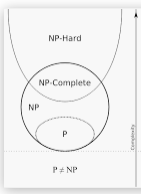 NP-Hard
NP-Complete
NP
P
Complexity
P ≠ NP